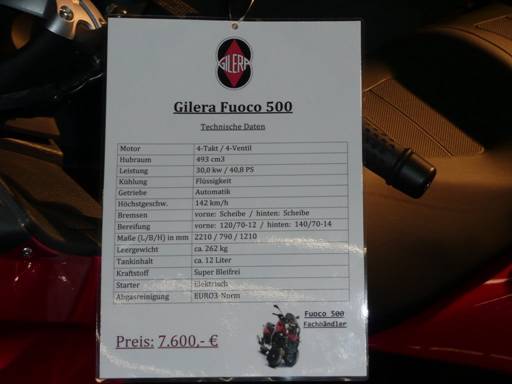 GILERA
Gilera Fuoco 500
Technische Daten
Motor 4-Takt / 4-Ventil
Hubraum 493 cm3
Leistung 30,0 kw / 40,8 PS
Kühlung Flüssigkeit
Getriebe Automatik
Höchstgeschw. 142 km/h
Bremsen vorne: Scheibe / hinten: Scheibe
Bereifung vorne: 120/70-12 / hinten: 140/70-14
Maße (L/B/H) in mm 2210 / 790 / 1210
Leergewicht ca. 262 kg
Tankinhalt ca. 12 Liter
Kraftstoff Super Bleifrei
Starter Elektrisch
Abgasreinigung EURO3-Norm
Fuoco 500
Fachhändler
Preis: 7.600,- €